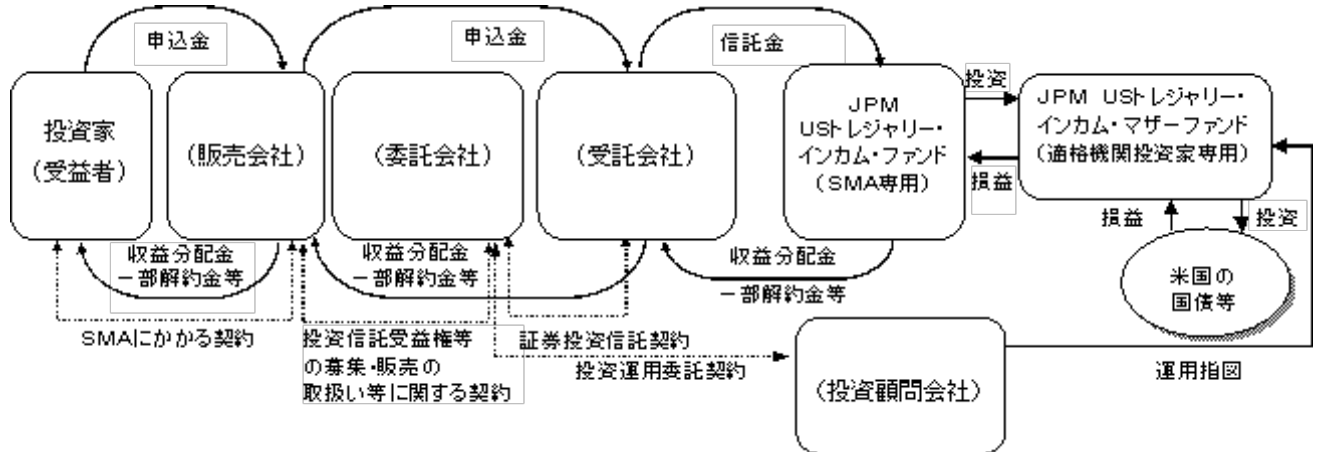 申込金
申込金
信託金
投資家
(受益者)
(販売会社)
(委託会社)
(受託会社)
JPM
USトレジャリー・
インカム・ファンド
(SMA専用)
投資
損益
JPM USトレジャリー・
インカム・マザーファンド
(適格機関投資家専用)
損益
投資
米国の
国債等
収益分配金
一部解約金等
収益分配金
一部解約金等
収益分配金
一部解約金等
SMAにかかる契約
投資信託受益権等
の募集・販売の
取扱い等に関する契約
証券投資信託契約
投資運用委託契約
(投資顧問会社)
運用指図